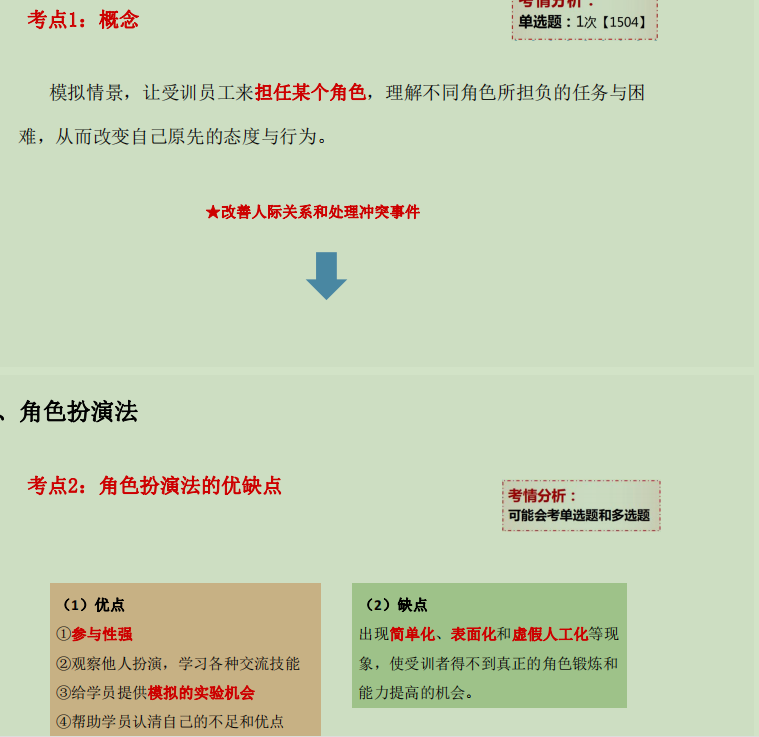 考点1：概念
考情分析：
单选题：1次【1504】
模拟情景，让受训员工来担任某个角色，理解不同角色所担负的任务与困
难，从而改变自己原先的态度与行为。
★改善人际关系和处理冲突事件
、角色扮演法
考点2：角色扮演法的优缺点
考情分析：
可能会考单选题和多选题
（1）优点
①参与性强
②观察他人扮演，学习各种交流技能
③给学员提供模拟的实验机会
④帮助学员认清自己的不足和优点
（2）缺点
出现简单化、表面化和虚假人工化等现
象，使受训者得不到真正的角色锻炼和
能力提高的机会。